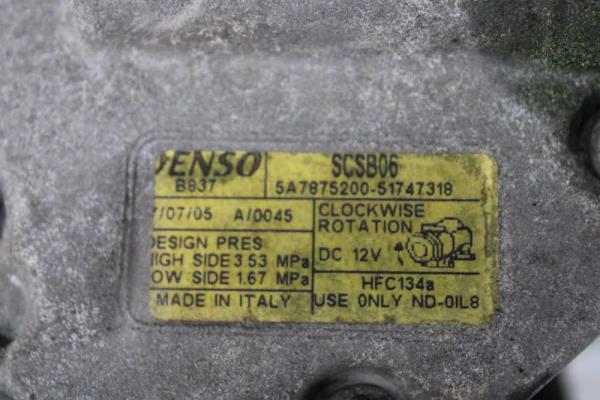 DENSO SCSB06
B837 5A7875200-51747318
7/07/05 A/0045 CLOCKWISE
ROTATION
DESIGN PRES
HIGH SIDE 3.53 MPa DC 12V
LOW SIDE 1.67 MPa HFC134a
MADE IN ITALY USE ONLY ND-OIL8